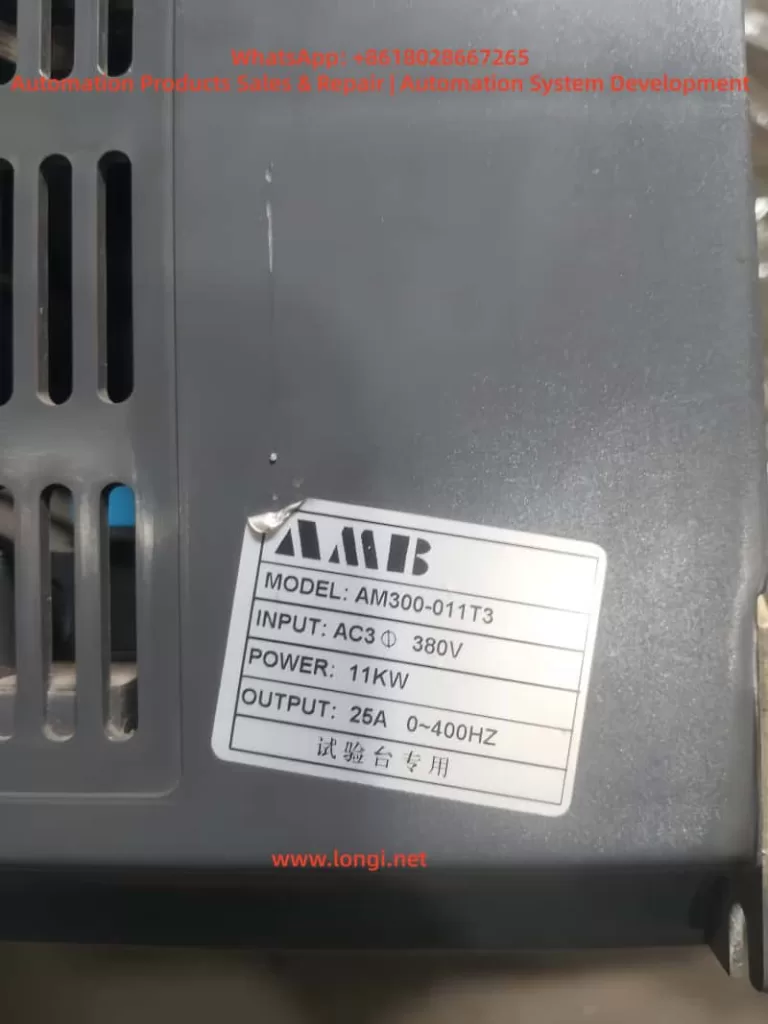 WhatsApp: +8618028667265
Automation Products Sales & Repair | Automation System Development
AMB
MODEL: AM300-011T3
INPUT: AC3Φ 380V
POWER: 11KW
OUTPUT: 25A 0~400HZ
试验台专用
www.longi.net